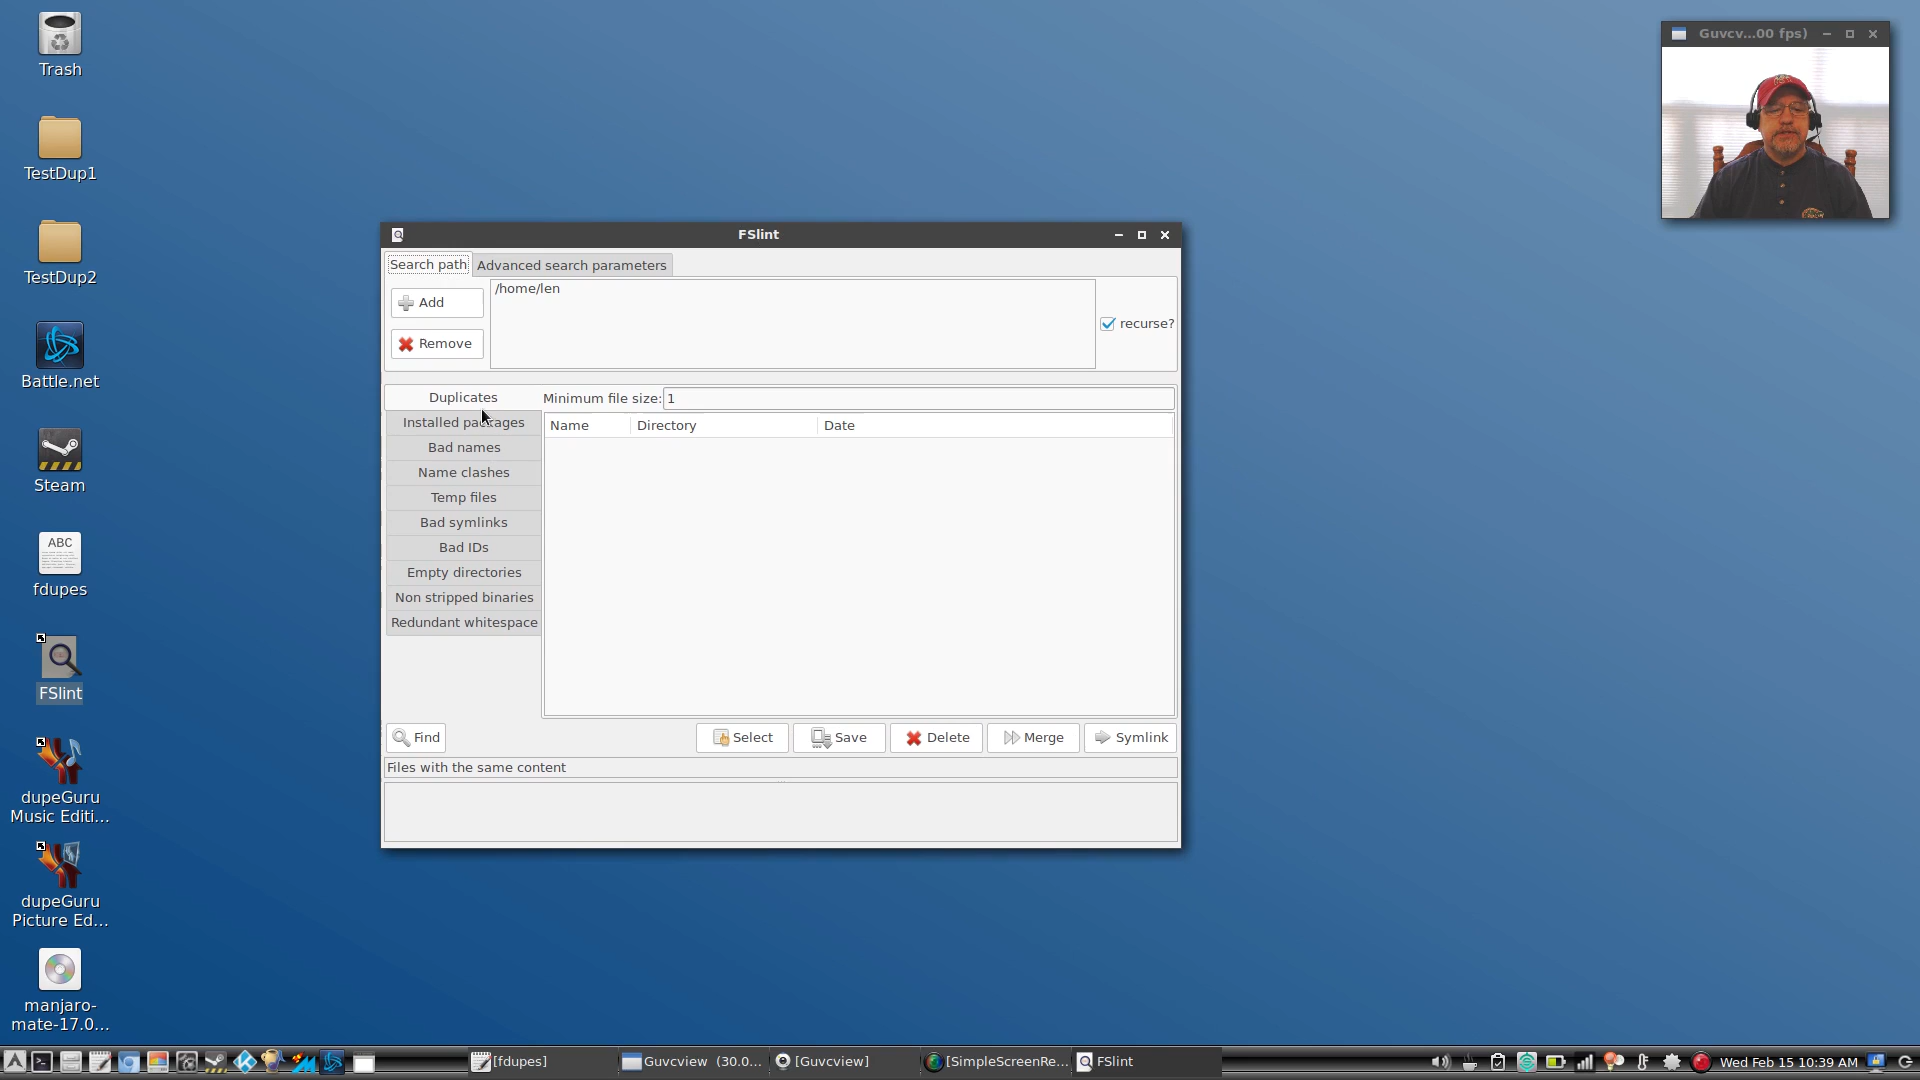 Trash
TestDup1
TestDup2
Battle.net
Steam
ABC
fdupes
FSlint
dupeGuru
Music Editi...
dupeGuru
Picture Ed...
manjaro-
mate-17.0...
Guvcv...00 fps)
FSlint
Search path
Advanced search parameters
Add
/home/len
recurse?
Remove
Duplicates
Minimum file size: 1
Installed packages
Name
Directory
Date
Bad names
Name clashes
Temp files
Bad symlinks
Bad IDs
Empty directories
Non stripped binaries
Redundant whitespace
Find
Select
Save
Delete
Merge
Symlink
Files with the same content
[fdupes]
Guvcview (30.0...
[Guvcview]
[SimpleScreenRe...
FSlint
Wed Feb 15 10:39 AM